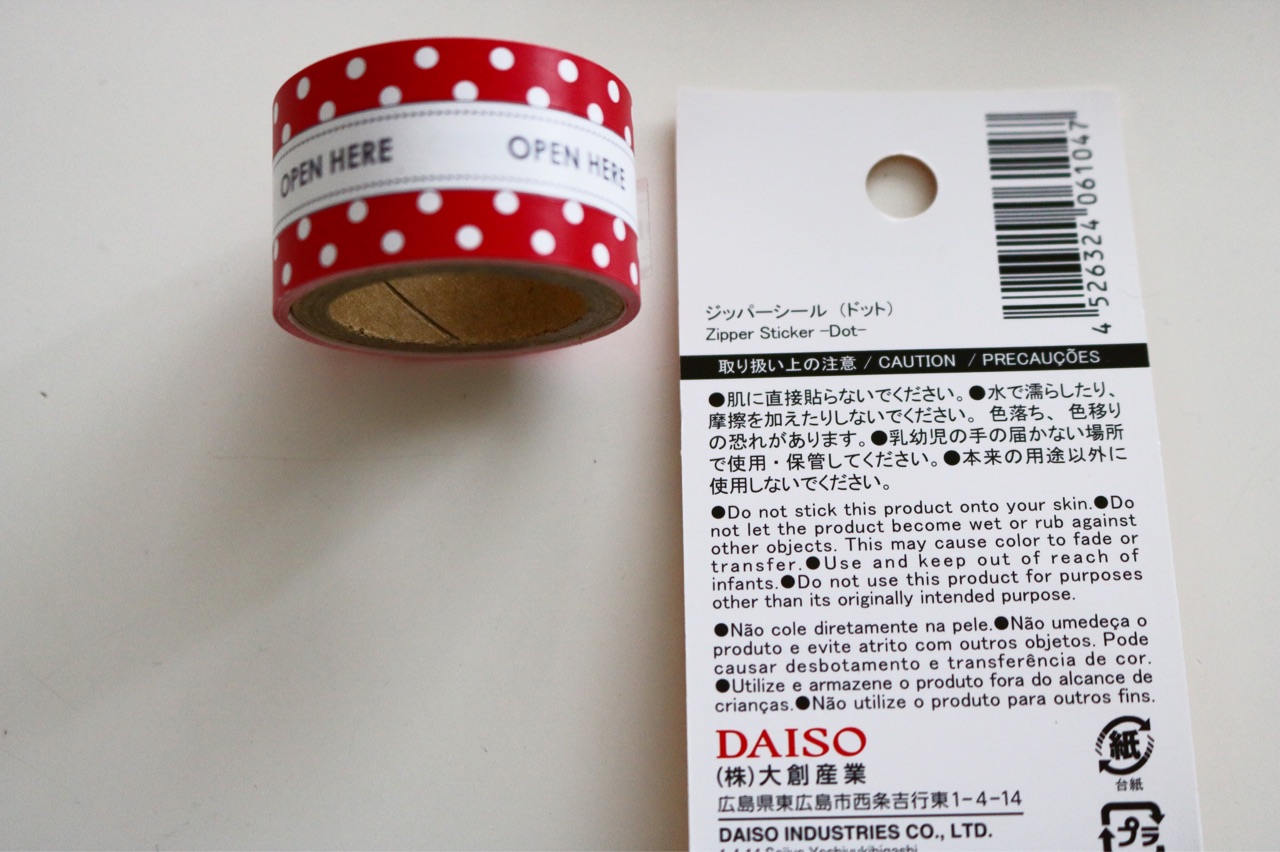 OPEN HERE OPEN HERE
4 526324 061047
ジッパーシール（ドット）
Zipper Sticker -Dot-
取り扱い上の注意 / CAUTION / PRECAUÇÕES
●肌に直接貼らないでください。●水で濡らしたり、
摩擦を加えたりしないでください。色落ち、色移り
の恐れがあります。●乳幼児の手の届かない場所
で使用・保管してください。●本来の用途以外に
使用しないでください。
●Do not stick this product onto your skin.●Do
not let the product become wet or rub against
other objects. This may cause color to fade or
transfer.●Use and keep out of reach of
infants.●Do not use this product for purposes
other than its originally intended purpose.
●Não cole diretamente na pele.●Não umedeça o
produto e evite atrito com outros objetos. Pode
causar desbotamento e transferência de cor.
●Utilize e armazene o produto fora do alcance de
crianças.●Não utilize o produto para outros fins.
DAISO
(株)大創産業
広島県東広島市西条吉行東1-4-14
DAISO INDUSTRIES CO., LTD.
紙
台紙
プラ